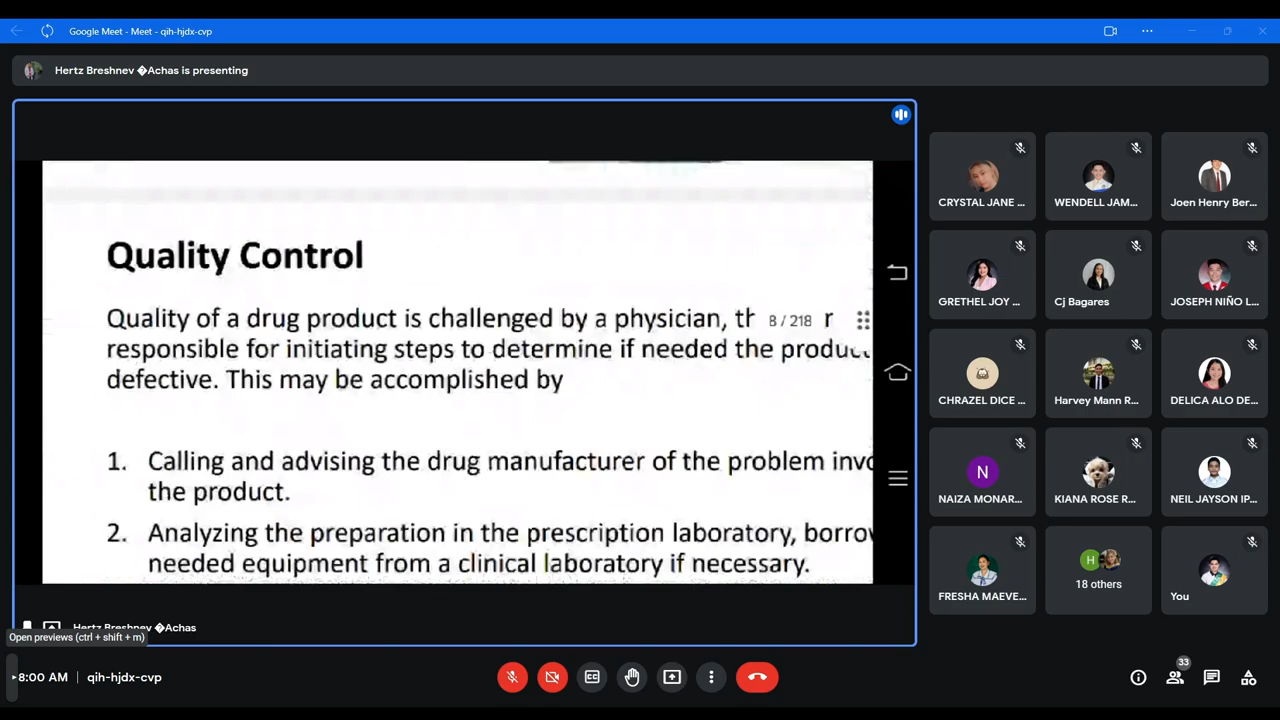 Google Meet - Meet - qih-hjdx-cvp
Hertz Breshnev �Achas is presenting
Quality Control
Quality of a drug product is challenged by a physician, th r
8 / 218
responsible for initiating steps to determine if needed the produc
defective. This may be accomplished by
1. Calling and advising the drug manufacturer of the problem invo
the product.
2. Analyzing the preparation in the prescription laboratory, borrow
needed equipment from a clinical laboratory if necessary.
Hertz Breshnev �Achas
Open previews (ctrl + shift + m)
CRYSTAL JANE ...
WENDELL JAM...
Joen Henry Ber...
GRETHEL JOY ...
Cj Bagares
JOSEPH NIÑO L...
CHRAZEL DICE ...
Harvey Mann R...
DELICA ALO DE...
N
NAIZA MONAR...
KIANA ROSE R...
NEIL JAYSON IP...
FRESHA MAEVE...
H
18 others
You
8:00 AM | qih-hjdx-cvp
33